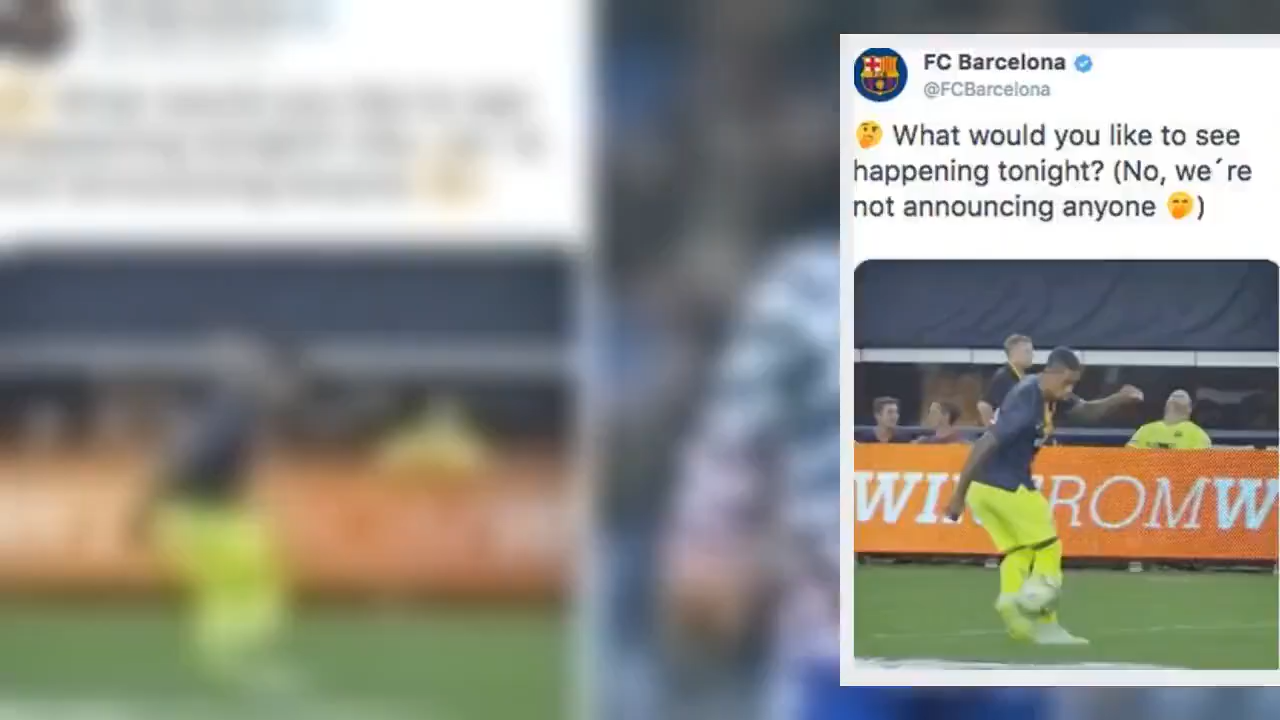 FC Barcelona
@FCBarcelona
🤔 What would you like to see
happening tonight? (No, we´re
not announcing anyone 🤭)
WIN FROM W